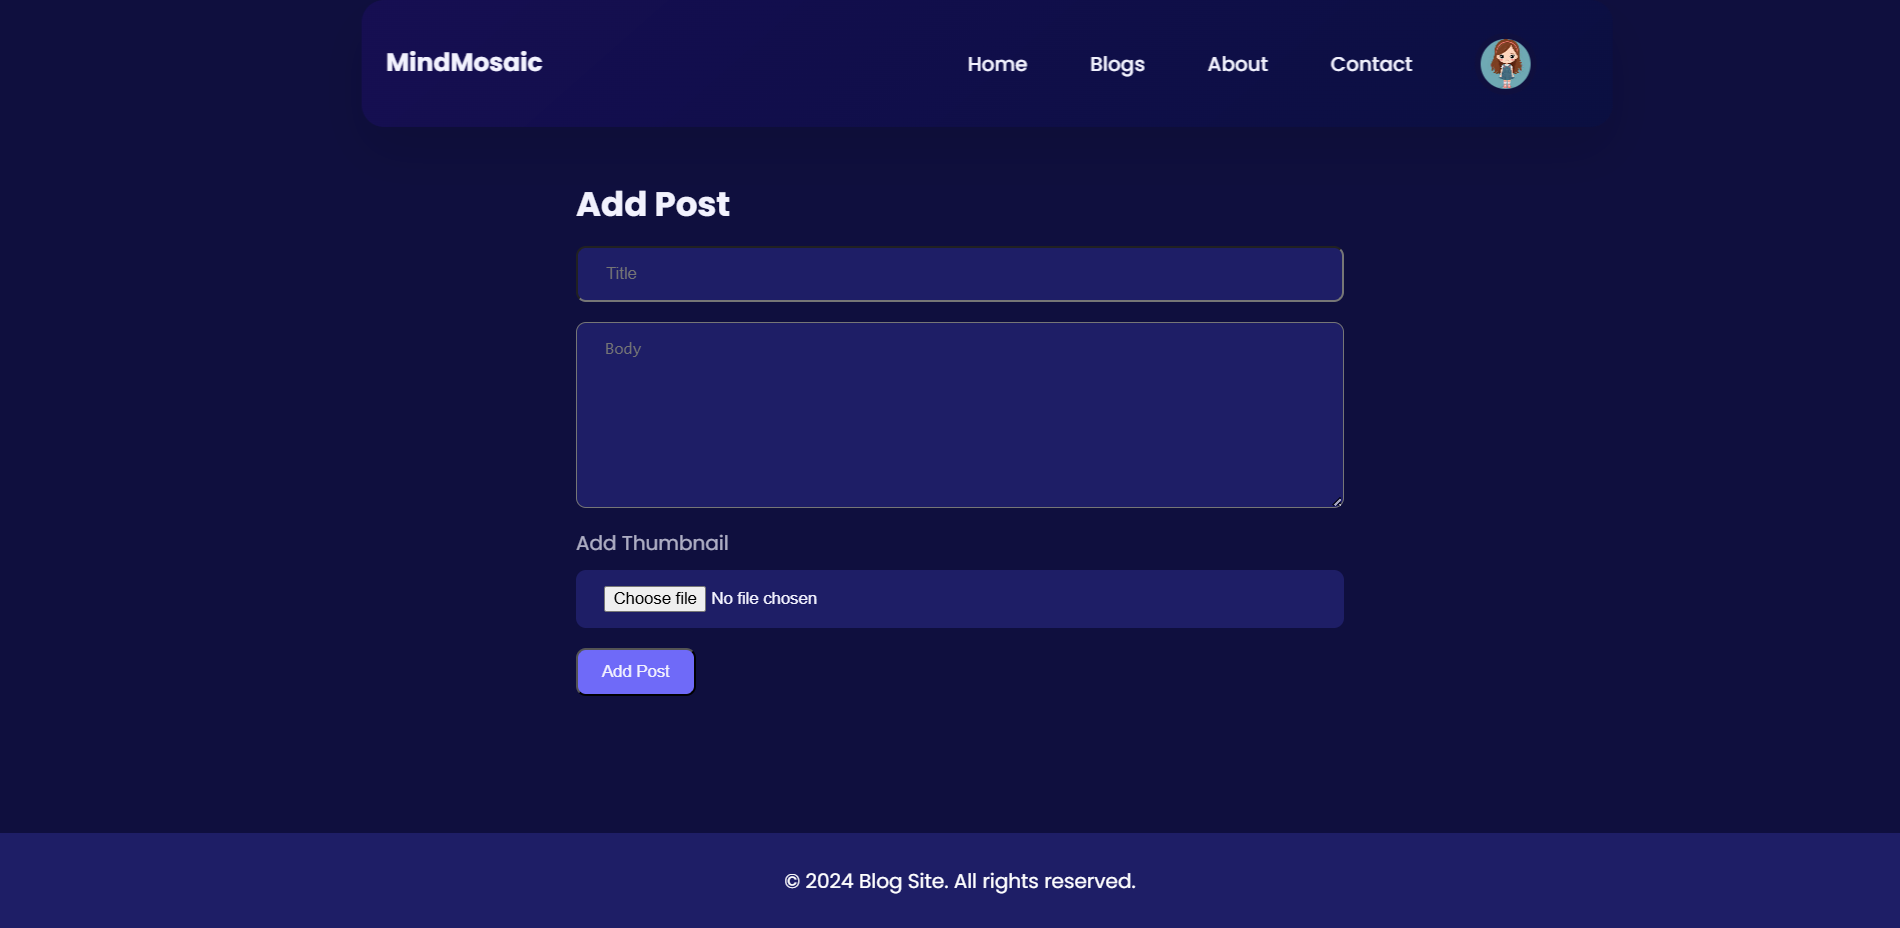 MindMosaic
Home
Blogs
About
Contact
Add Post
Title
Body
Add Thumbnail
Choose file No file chosen
Add Post
© 2024 Blog Site. All rights reserved.